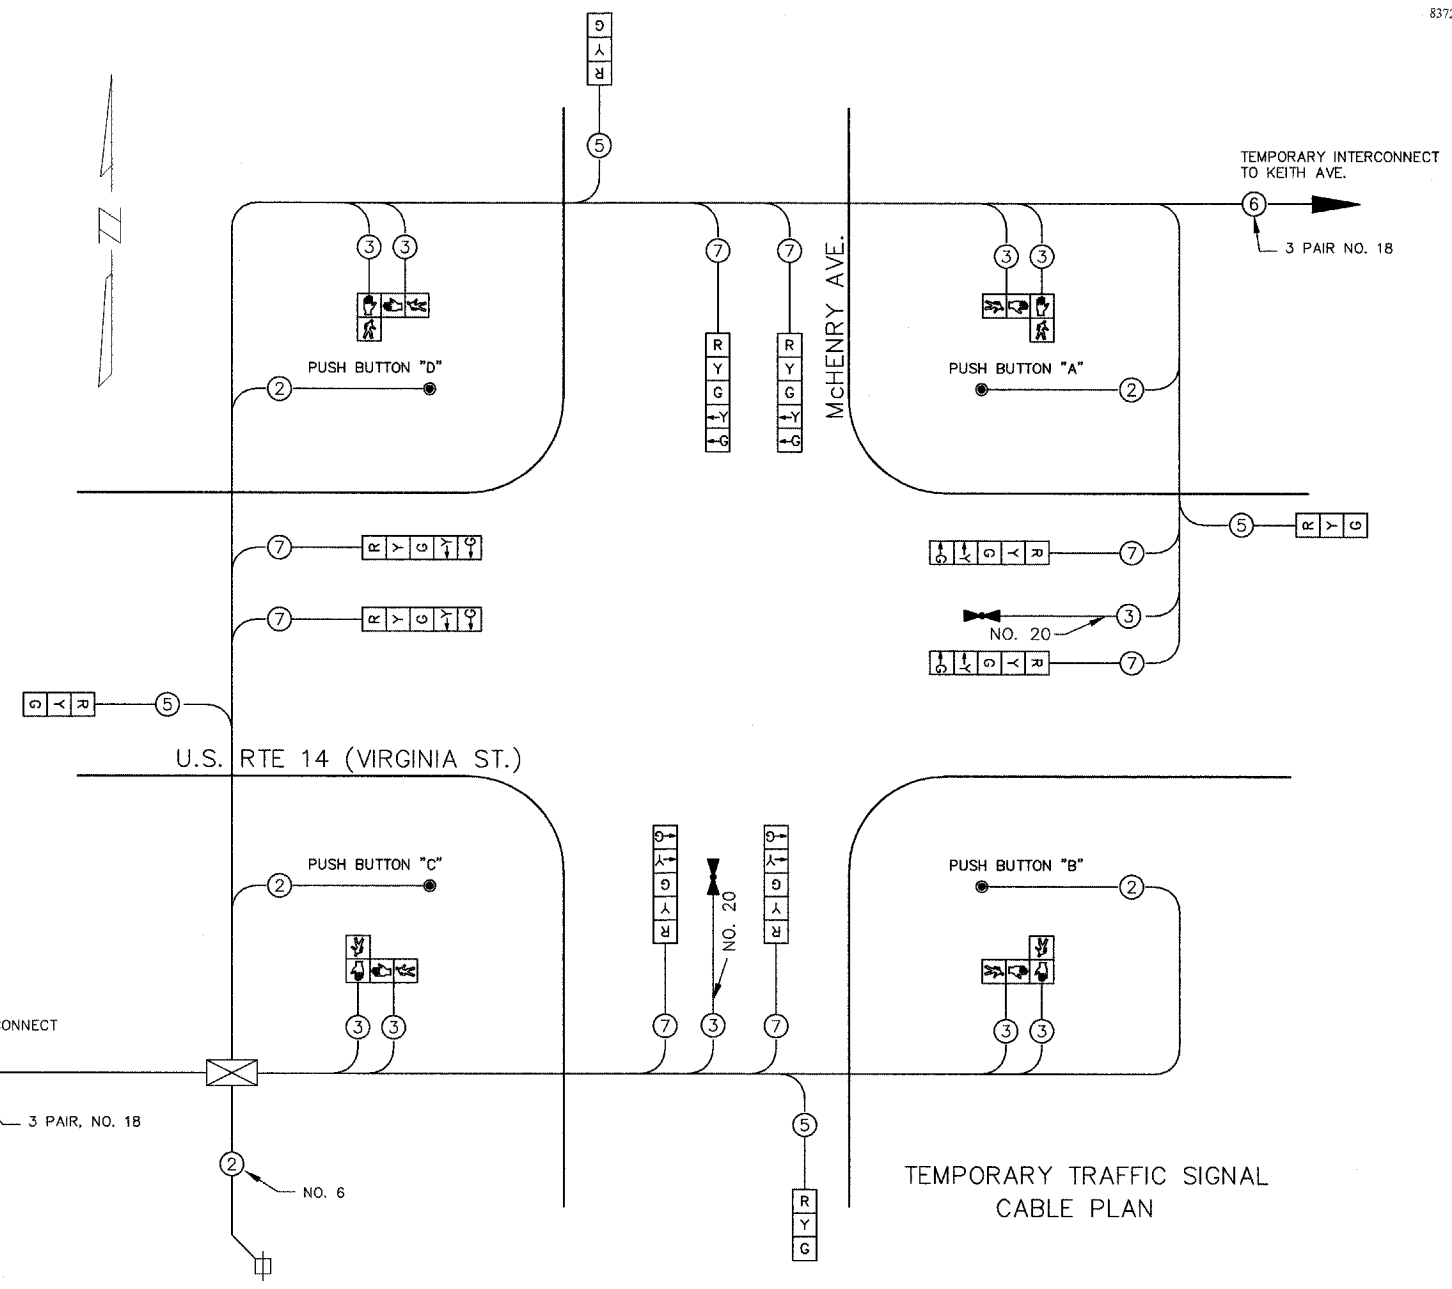 8372
G
Y
R
5
TEMPORARY INTERCONNECT
TO KEITH AVE.
6
3 PAIR NO. 18
3 3
7 7
3 3
McHENRY AVE.
R R
Y Y
G G
Y Y
G G
PUSH BUTTON "D"
2
PUSH BUTTON "A"
2
5 R Y G
7 R Y G Y G
G Y G Y R 7
NO. 20 3
7 R Y G Y G
G Y G Y R 7
G Y R 5
U.S. RTE 14 (VIRGINIA ST.)
G G
Y Y
G G
Y Y
R R
NO. 20
PUSH BUTTON "C"
2
PUSH BUTTON "B"
2
3 3
7 3 7
3 3
ONNECT
3 PAIR, NO. 18
5
R
Y
G
2
NO. 6
TEMPORARY TRAFFIC SIGNAL
CABLE PLAN